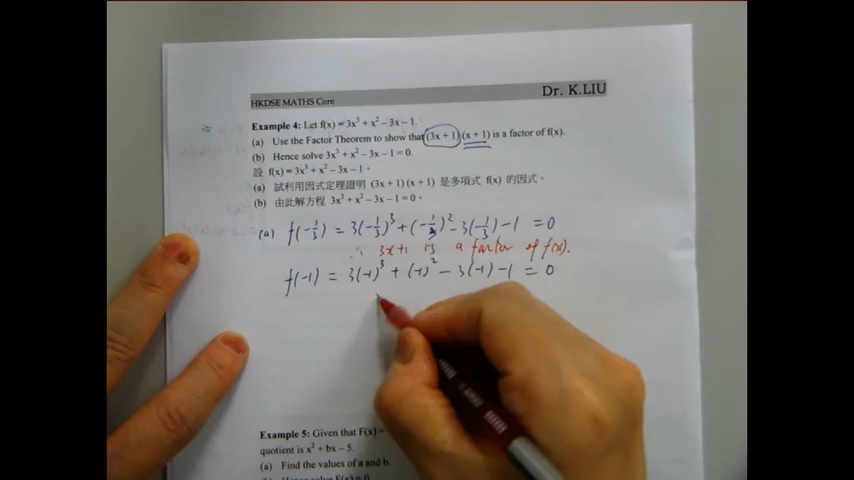 HKDSE MATHS Core Dr. K.LIU
Example 4: Let f(x) = 3x³ + x² – 3x – 1.
(a) Use the Factor Theorem to show that (3x + 1) (x + 1) is a factor of f(x).
(b) Hence solve 3x³ + x² – 3x – 1 = 0.
設 f(x) = 3x³ + x² – 3x – 1。
(a) 試利用因式定理證明 (3x + 1) (x + 1) 是多項式 f(x) 的因式。
(b) 由此解方程 3x³ + x² – 3x – 1 = 0。
(a) f(-1/3) = 3(-1/3)³ + (-1/3)² - 3(-1/3) - 1 = 0
∴ 3x+1 is a factor of f(x).
f(-1) = 3(-1)³ + (-1)² - 3(-1) - 1 = 0
Example 5: Given that F(x) =
quotient is x² + bx – 5.
(a) Find the values of a and b.